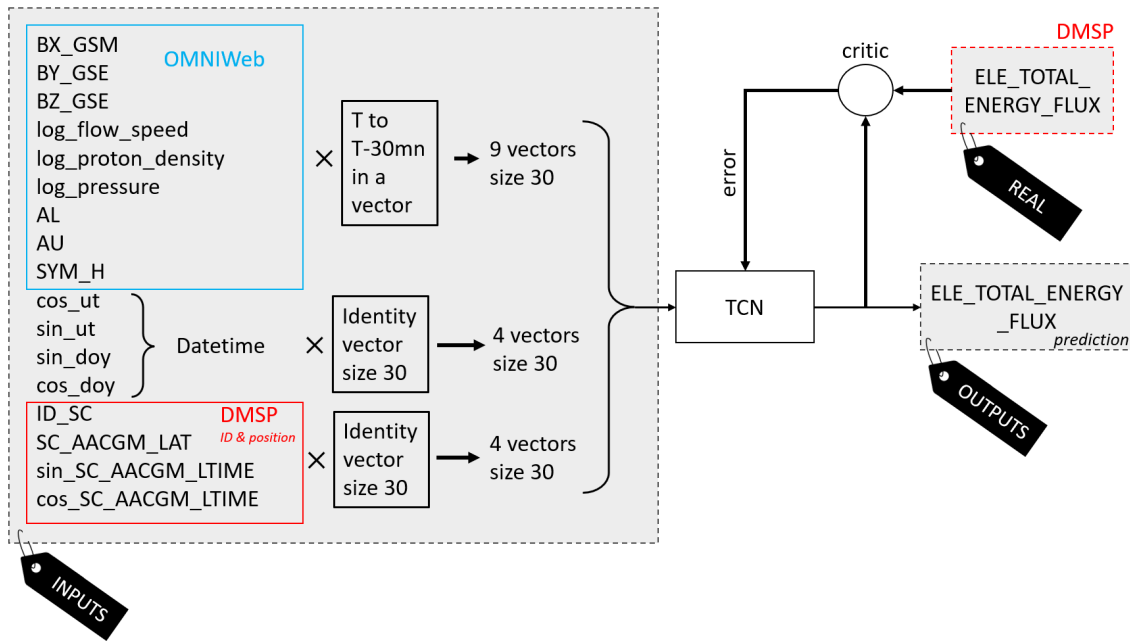 OMNIWeb
BX_GSM
BY_GSE
BZ_GSE
log_flow_speed
log_proton_density
log_pressure
AL
AU
SYM_H
×
T to
T-30mn
in a
vector
9 vectors
size 30
cos_ut
sin_ut
sin_doy
cos_doy
Datetime
×
Identity
vector
size 30
4 vectors
size 30
DMSP
ID & position
ID_SC
SC_AACGM_LAT
sin_SC_AACGM_LTIME
cos_SC_AACGM_LTIME
×
Identity
vector
size 30
4 vectors
size 30
INPUTS
TCN
error
critic
DMSP
ELE_TOTAL_
ENERGY_FLUX
REAL
ELE_TOTAL_ENERGY
_FLUX
prediction
OUTPUTS